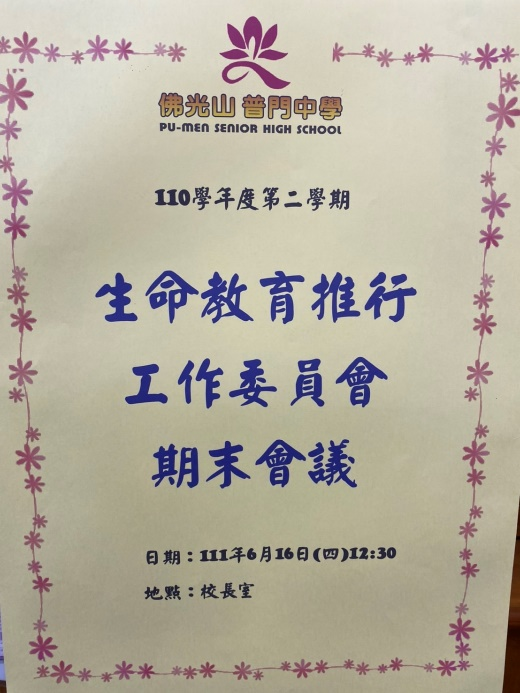 佛光山 普門中學
PU-MEN SENIOR HIGH SCHOOL
110學年度第二學期
生命教育推行
工作委員會
期末會議
日期：111年6月16日(四)12:30
地點：校長室